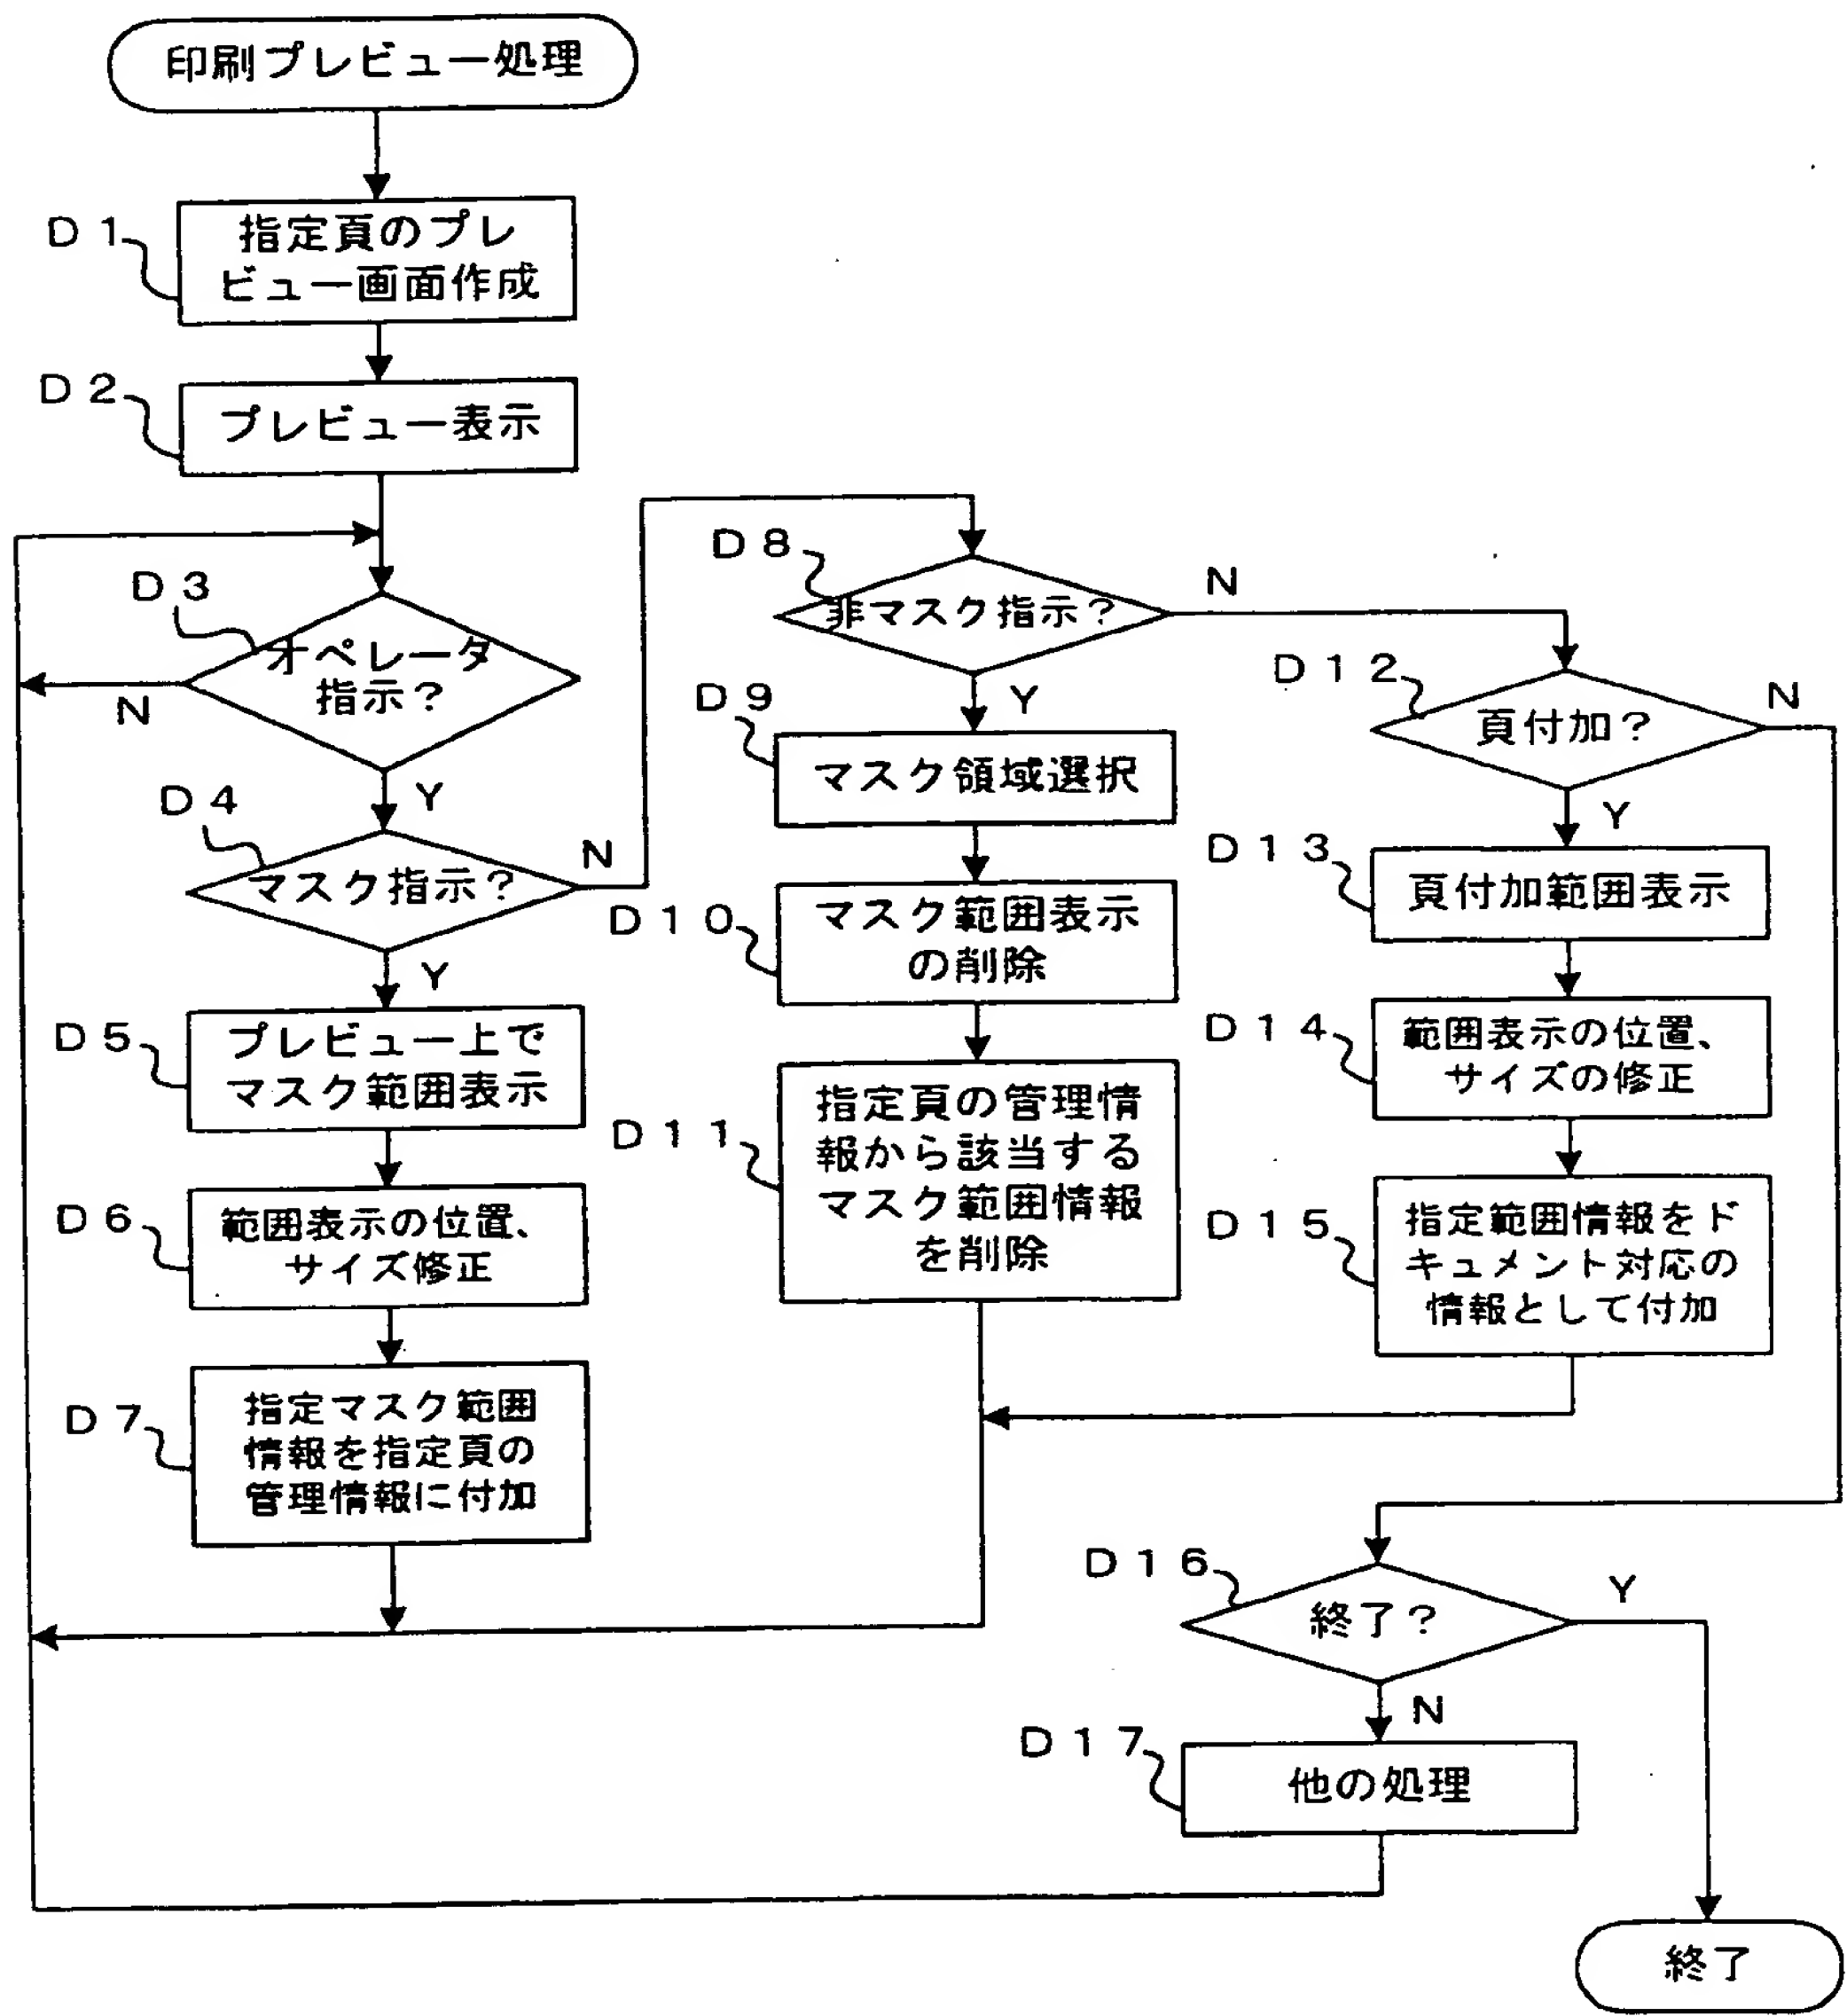 印刷プレビュー処理
D1
指定頁のプレ
ビュー画面作成
D2
プレビュー表示
D3
オペレータ
指示？
N
Y
D4
マスク指示？
N
Y
D5
プレビュー上で
マスク範囲表示
D6
範囲表示の位置、
サイズ修正
D7
指定マスク範囲
情報を指定頁の
管理情報に付加
D8
非マスク指示？
N
Y
D9
マスク領域選択
D10
マスク範囲表示
の削除
D11
指定頁の管理情
報から該当する
マスク範囲情報
を削除
D12
頁付加？
N
Y
D13
頁付加範囲表示
D14
範囲表示の位置、
サイズの修正
D15
指定範囲情報をド
キュメント対応の
情報として付加
D16
終了？
Y
N
D17
他の処理
終了